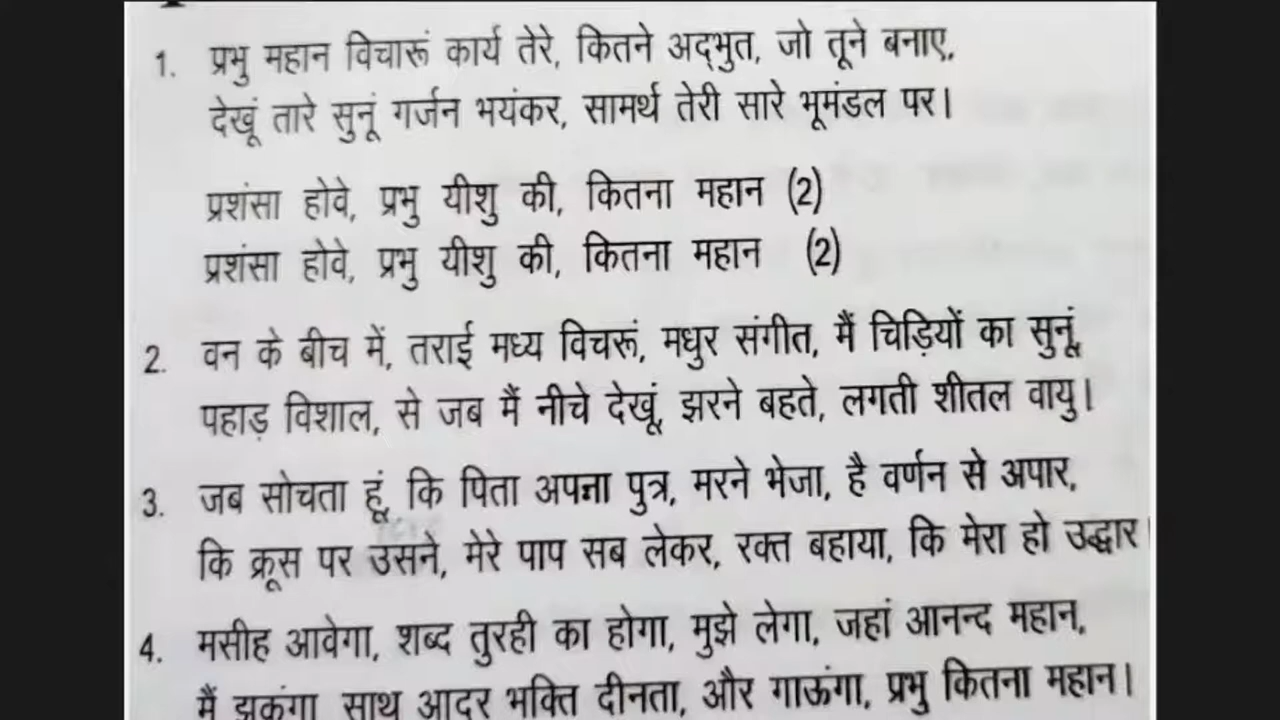 1. प्रभु महान विचारूं कार्य तेरे, कितने अद्भुत, जो तूने बनाए,
देखूं तारे सुनूं गर्जन भयंकर, सामर्थ तेरी सारे भूमंडल पर।
प्रशंसा होवे, प्रभु यीशु की, कितना महान (2)
प्रशंसा होवे, प्रभु यीशु की, कितना महान (2)
2. वन के बीच में, तराई मध्य विचरूं, मधुर संगीत, मैं चिड़ियों का सुनूं,
पहाड़ विशाल, से जब मैं नीचे देखूं, झरने बहते, लगती शीतल वायु।
3. जब सोचता हूं, कि पिता अपना पुत्र, मरने भेजा, है वर्णन से अपार,
कि क्रूस पर उसने, मेरे पाप सब लेकर, रक्त बहाया, कि मेरा हो उद्धार।
4. मसीह आवेगा, शब्द तुरही का होगा, मुझे लेगा, जहां आनन्द महान,
मैं झुकूंगा साथ आदर भक्ति दीनता, और गाऊंगा, प्रभु कितना महान।